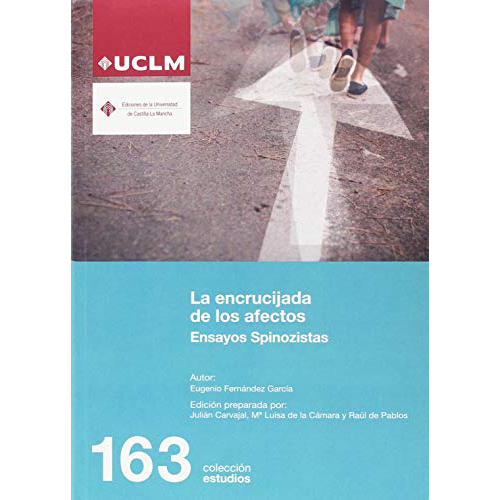 UCLM
Ediciones de la Universidad
de Castilla-La Mancha
La encrucijada
de los afectos
Ensayos Spinozistas
Autor:
Eugenio Fernández García
Edición preparada por:
Julián Carvajal, Mª Luisa de la Cámara y Raúl de Pablos
163
colección
estudios